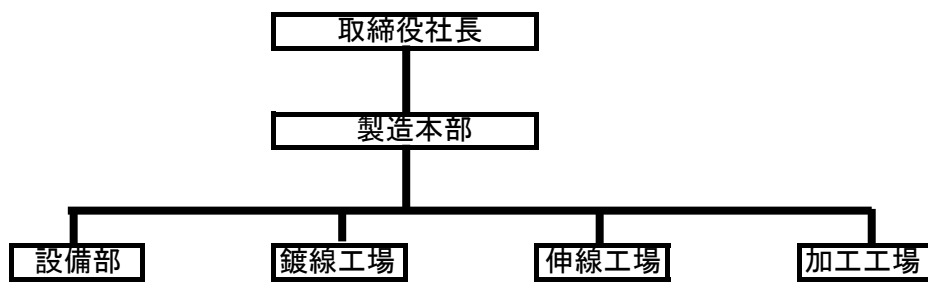 取締役社長
製造本部
設備部
鍍線工場
伸線工場
加工工場